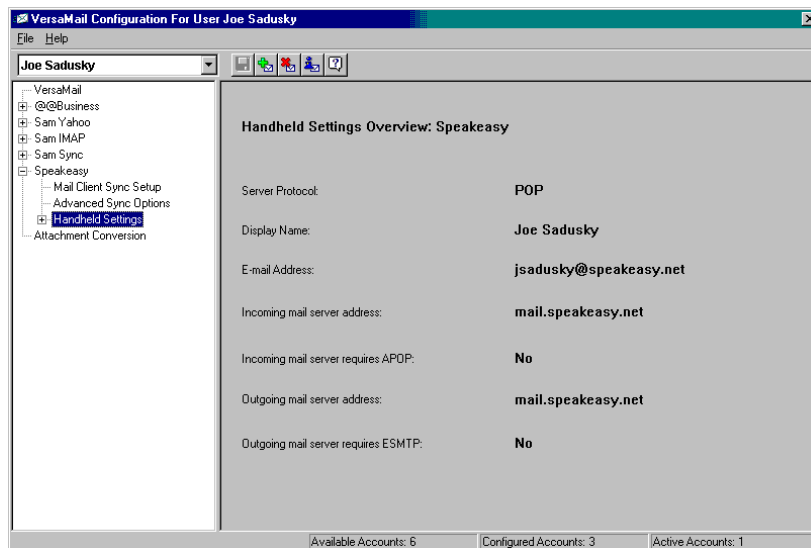 VersaMail Configuration For User Joe Sadusky
File Help
Joe Sadusky
VersaMail
@@Business
Sam Yahoo
Sam IMAP
Sam Sync
Speakeasy
Mail Client Sync Setup
Advanced Sync Options
Handheld Settings
Attachment Conversion
Handheld Settings Overview: Speakeasy
Server Protocol: POP
Display Name: Joe Sadusky
E-mail Address: jsadusky@speakeasy.net
Incoming mail server address: mail.speakeasy.net
Incoming mail server requires APOP: No
Outgoing mail server address: mail.speakeasy.net
Outgoing mail server requires ESMTP: No
Available Accounts: 6 Configured Accounts: 3 Active Accounts: 1